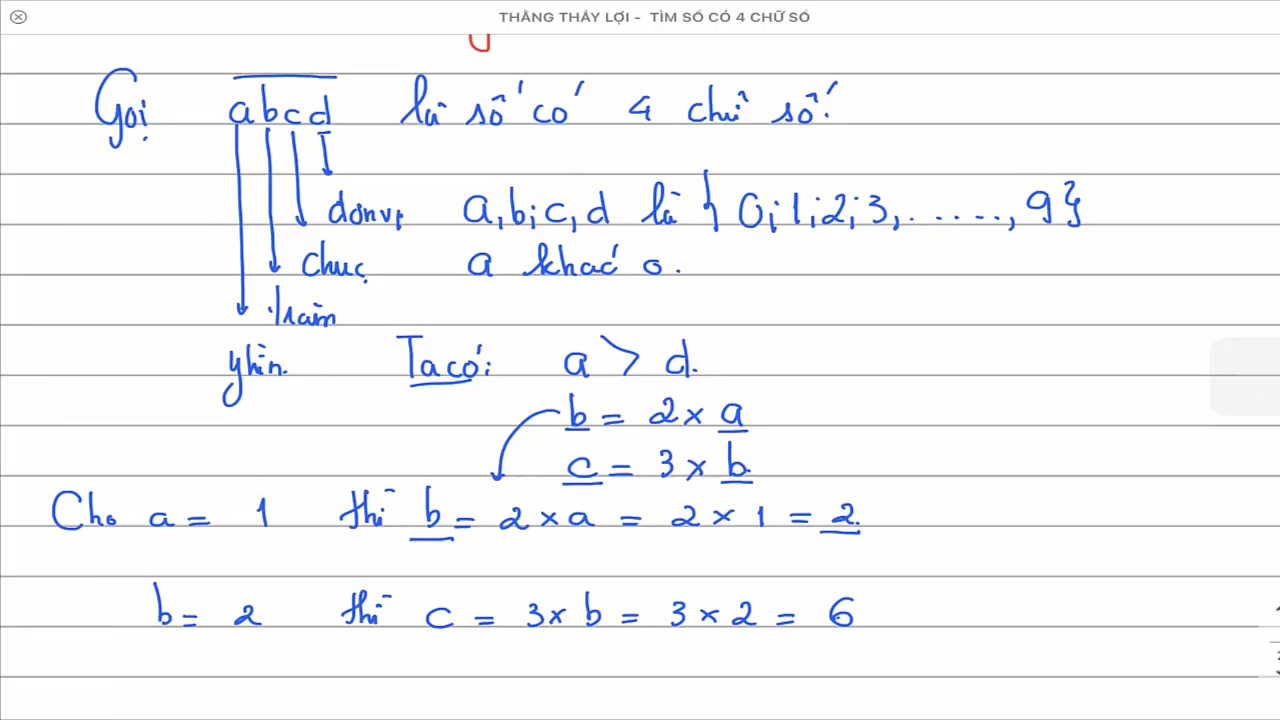 THẮNG THẦY LỢI - TÌM SỐ CÓ 4 CHỮ SỐ
Gọi abcd là số có 4 chữ số.
đơn vị a, b, c, d là {0; 1; 2; 3, ....., 9}
chục a khác 0.
trăm
nghìn. Ta có: a > d.
b = 2 × a
c = 3 × b
Cho a = 1 thì b = 2 × a = 2 × 1 = 2.
b = 2 thì c = 3 × b = 3 × 2 = 6